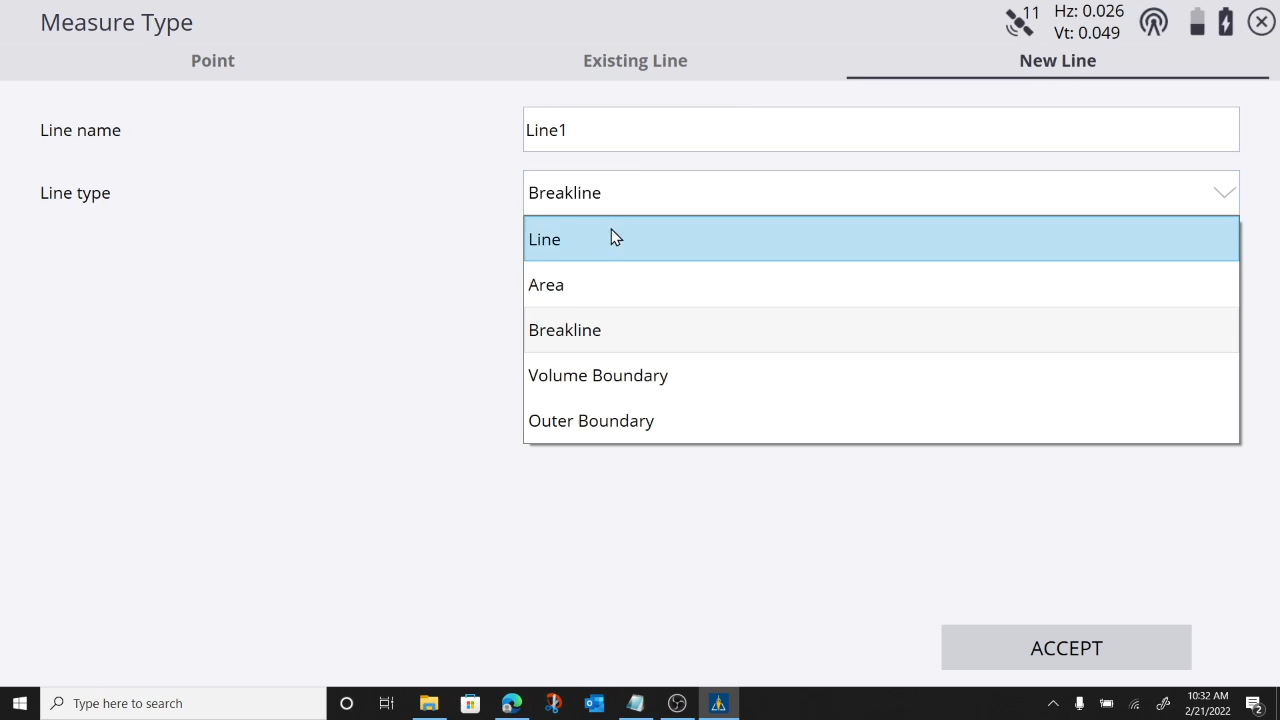 Measure Type
11
Hz: 0.026
Vt: 0.049
Point
Existing Line
New Line
Line name
Line1
Line type
Breakline
Line
Area
Breakline
Volume Boundary
Outer Boundary
ACCEPT
Type here to search
10:32 AM
2/21/2022
2